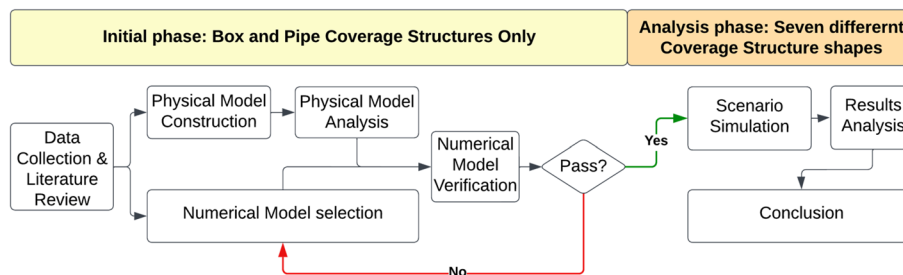 Initial phase: Box and Pipe Coverage Structures Only
Analysis phase: Seven differernt
Coverage Structure shapes
Data
Collection &
Literature
Review
Physical Model
Construction
Physical Model
Analysis
Numerical Model selection
Numerical
Model
Verification
Pass?
Yes
No
Scenario
Simulation
Results
Analysis
Conclusion